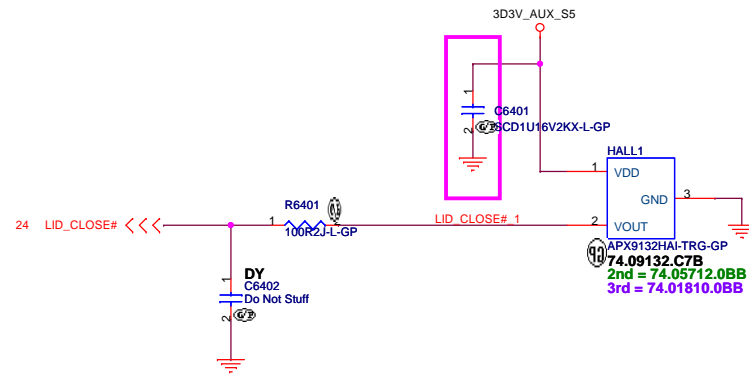 3D3V_AUX_S5
1
C6401
2
G/P
SCD1U16V2KX-L-GP
HALL1
1
VDD
GND
3
R6401
24
LID_CLOSE#
1
2
100R2J-L-GP
LID_CLOSE#_1
2
VOUT
APX9132HAI-TRG-GP
GP
74.09132.C7B
2nd = 74.05712.0BB
3rd = 74.01810.0BB
DY
1
C6402
Do Not Stuff
2
G/P